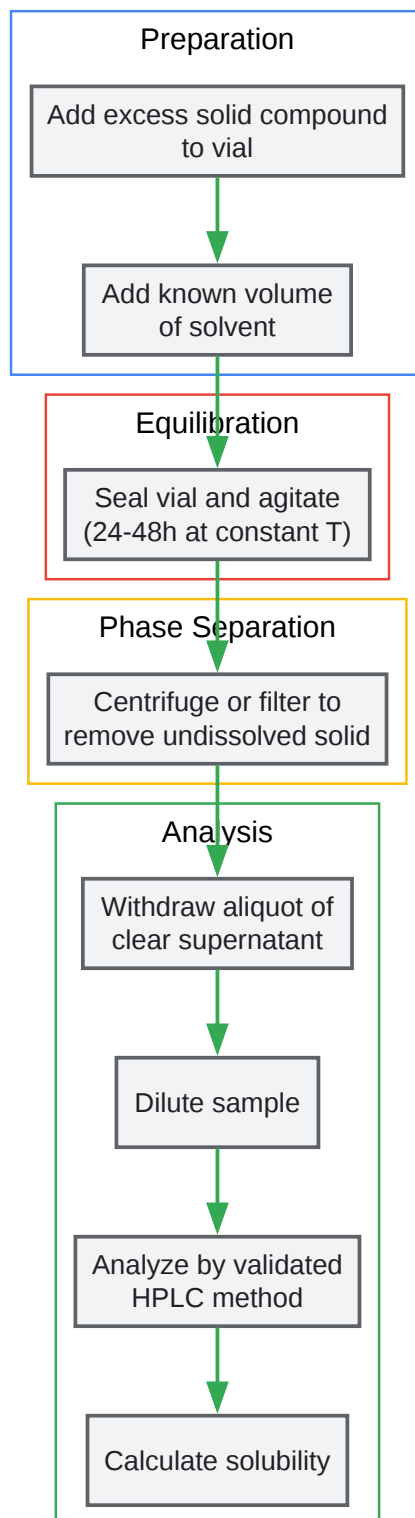 Preparation
Add excess solid compound
to vial
Add known volume
of solvent
Equilibration
Seal vial and agitate
(24-48h at constant T)
Phase Separation
Centrifuge or filter to
remove undissolved solid
Analysis
Withdraw aliquot of
clear supernatant
Dilute sample
Analyze by validated
HPLC method
Calculate solubility